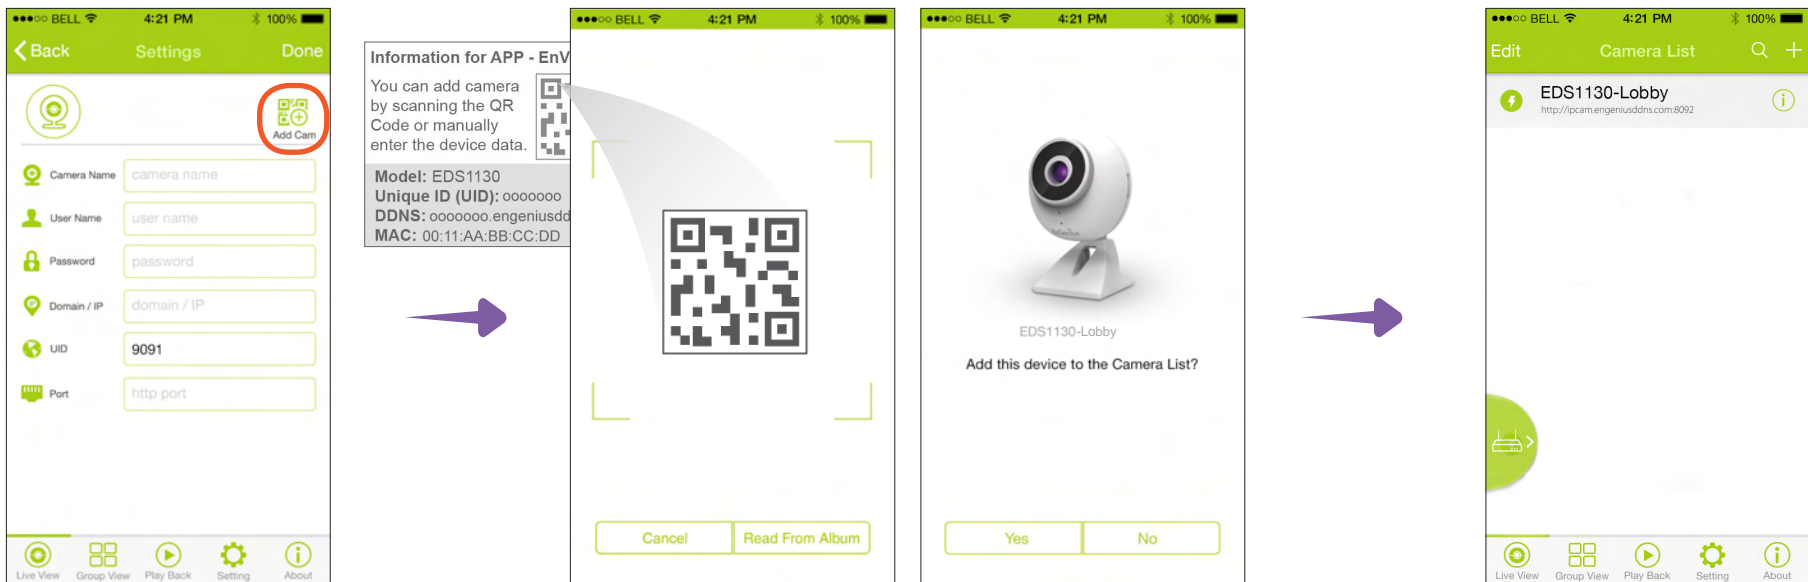 BELL 4:21 PM 100%
Back Settings Done
Add Cam
Camera Name camera name
User Name user name
Password password
Domain / IP domain / IP
UID 9091
Port http port
Live View Group View Play Back Setting About
Information for APP - EnV
You can add camera
by scanning the QR
Code or manually
enter the device data.
Model: EDS1130
Unique ID (UID): ooooooo
DDNS: ooooooo.engeniusdd
MAC: 00:11:AA:BB:CC:DD
BELL 4:21 PM 100%
Cancel Read From Album
BELL 4:21 PM 100%
EDS1130-Lobby
Add this device to the Camera List?
Yes No
BELL 4:21 PM 100%
Edit Camera List
EDS1130-Lobby
http://ipcam.engeniusddns.com:8092
Live View Group View Play Back Setting About